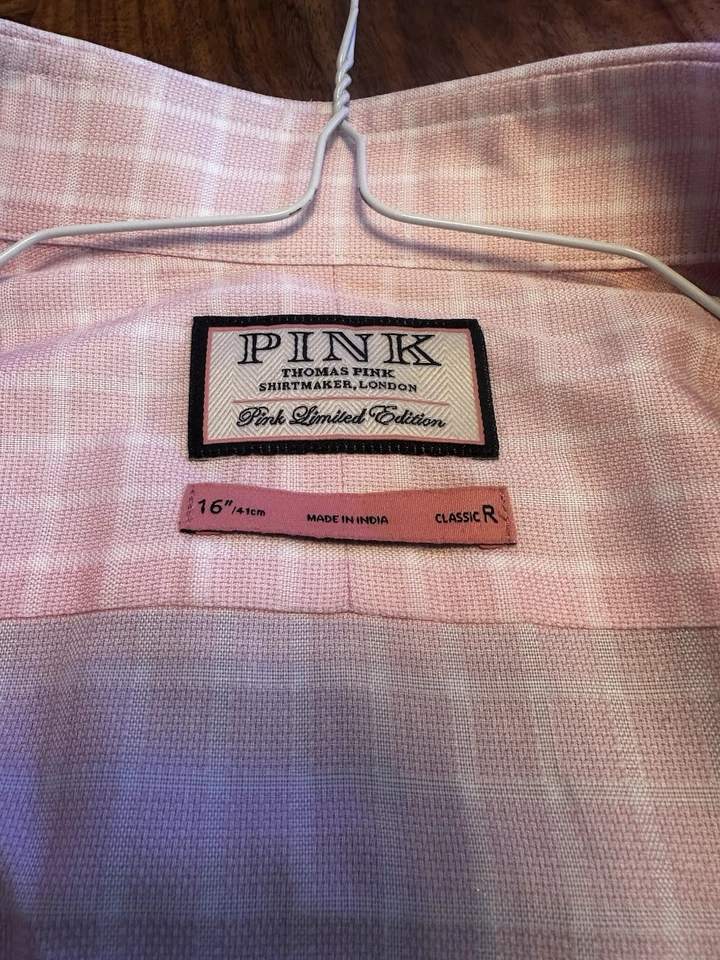 PINK
THOMAS PINK
SHIRTMAKER, LONDON
Pink Limited Edition
16"/41cm MADE IN INDIA CLASSIC R